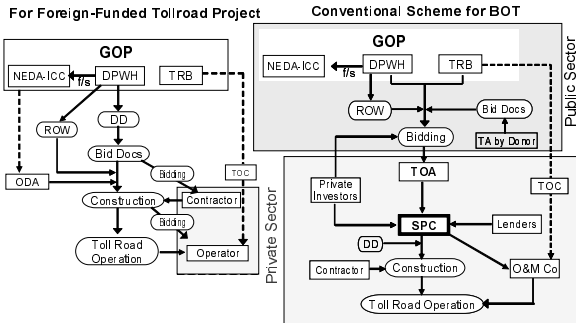 For Foreign-Funded Tollroad Project
GOP
NEDA-ICC
f/s
DPWH
TRB
ROW
DD
Bid Docs
Bidding
TOC
ODA
Construction
Contractor
Bidding
Toll Road
Operation
Operator
Private Sector
Conventional Scheme for BOT
GOP
NEDA-ICC
f/s
DPWH
TRB
ROW
Bid Docs
Bidding
TA by Donor
Public Sector
TOA
Private
Investors
TOC
SPC
Lenders
DD
Contractor
Construction
O&M Co
Toll Road Operation